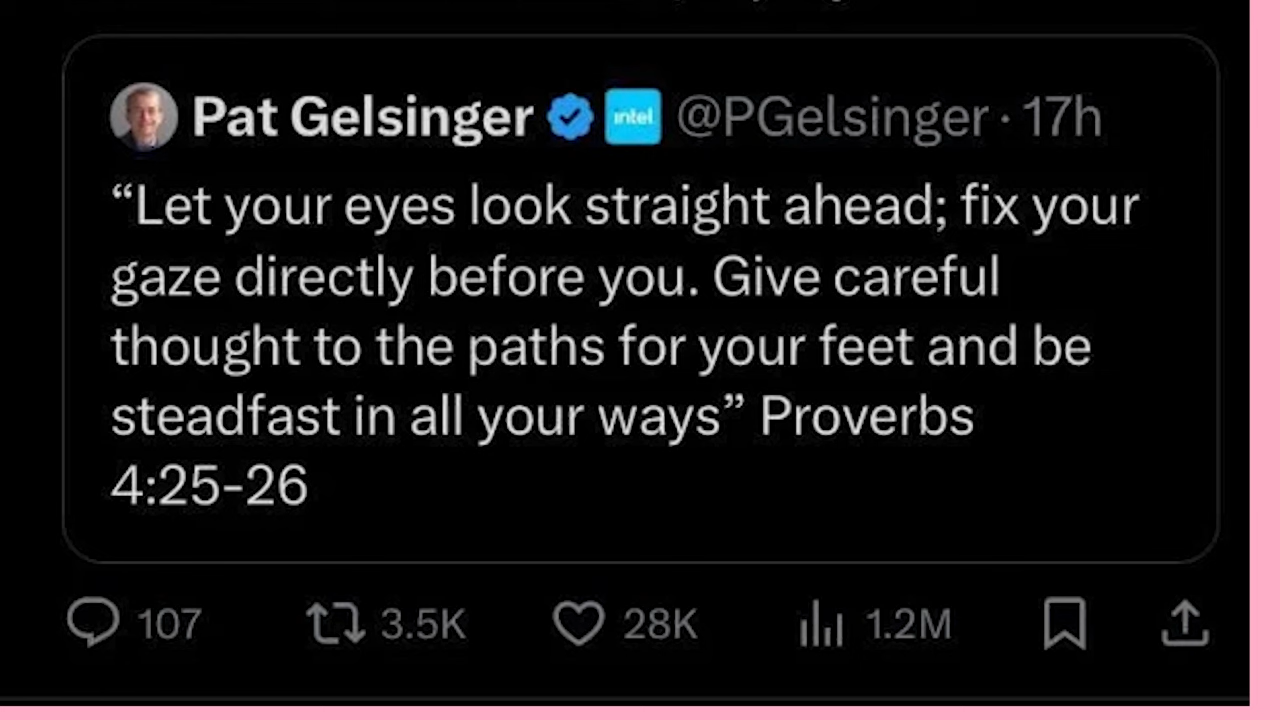 Pat Gelsinger intel @PGelsinger · 17h
“Let your eyes look straight ahead; fix your
gaze directly before you. Give careful
thought to the paths for your feet and be
steadfast in all your ways” Proverbs
4:25-26
107 3.5K 28K 1.2M